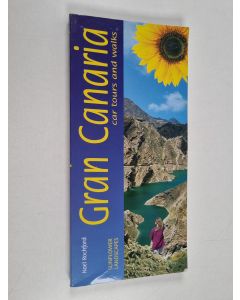 Noel Rochford
Gran Canaria
car tours and walks
SUNFLOWER
LANDSCAPES